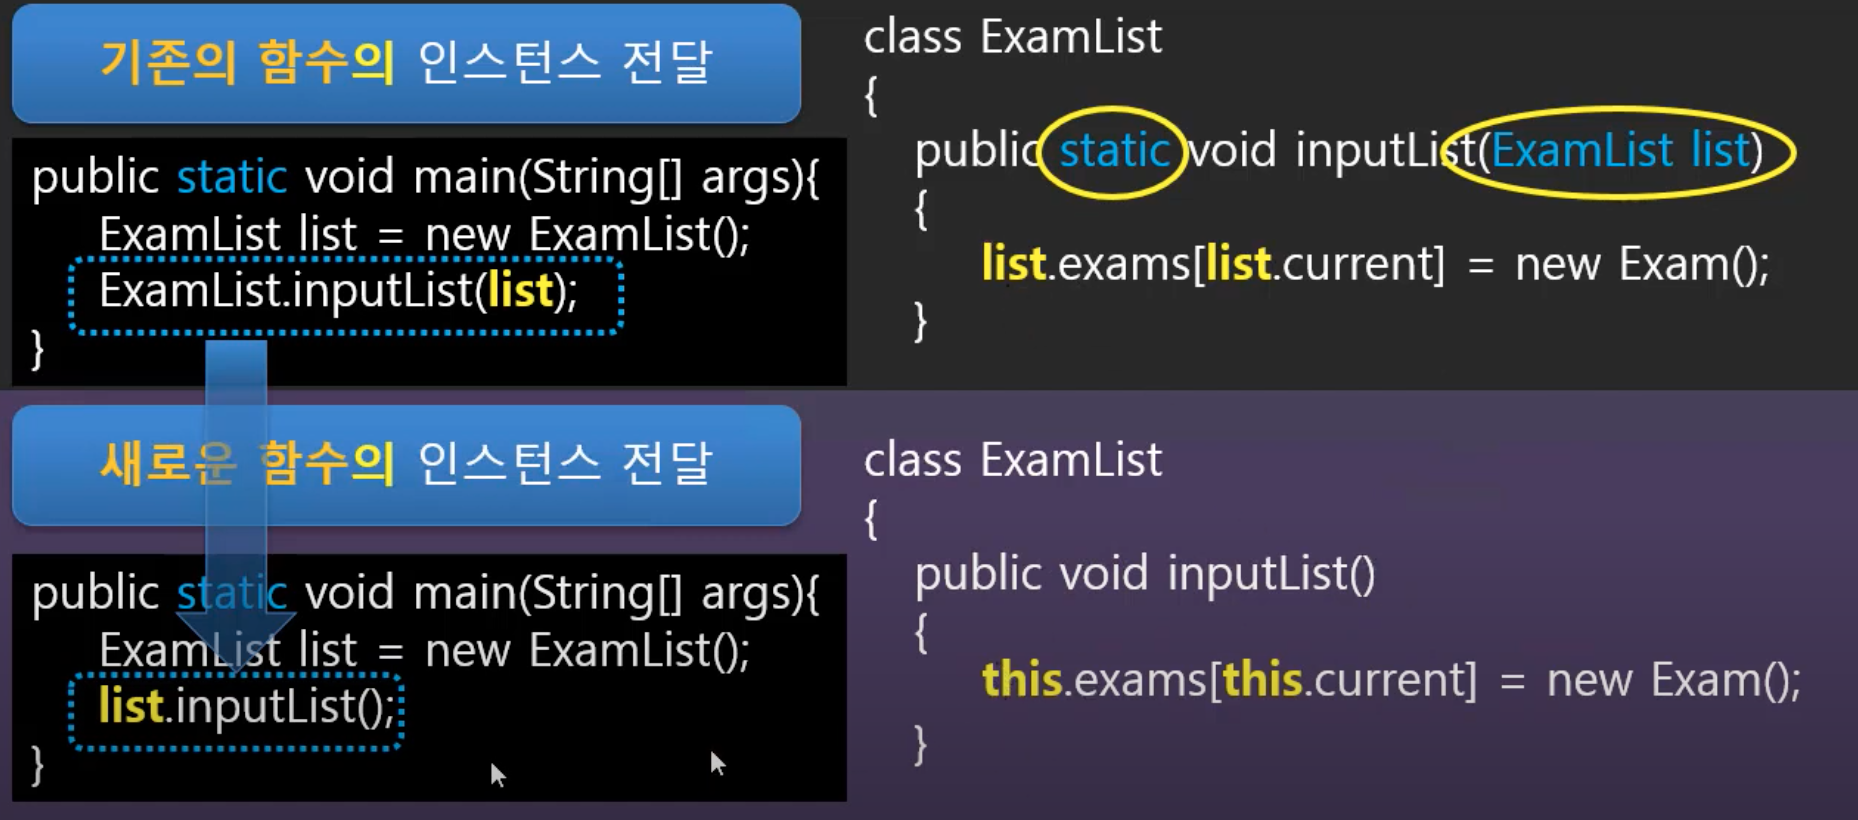 기존의 함수의 인스턴스 전달
public static void main(String[] args){
ExamList list = new ExamList();
ExamList.inputList(list);
}
class ExamList
{
public static void inputList(ExamList list)
{
list.exams[list.current] = new Exam();
}
새로운 함수의 인스턴스 전달
public static void main(String[] args){
ExamList list = new ExamList();
list.inputList();
}
class ExamList
{
public void inputList()
{
this.exams[this.current] = new Exam();
}